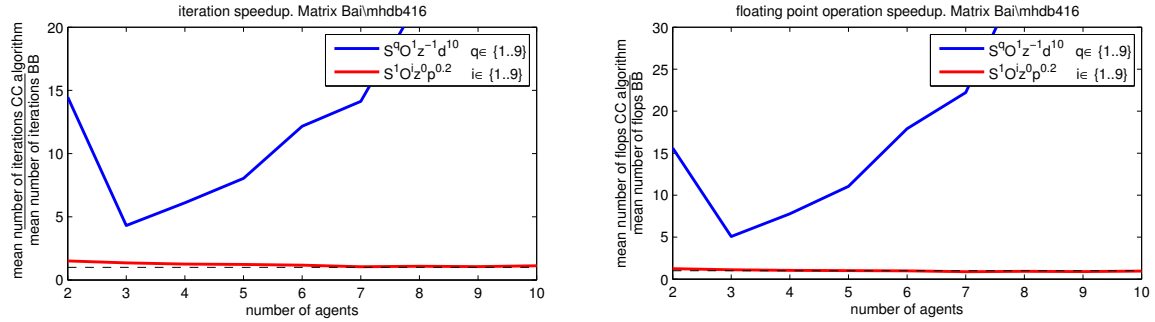 iteration speedup. Matrix Bai\mhdb416
mean number of iterations CC algorithm
mean number of iterations BB
20
15
10
5
0
S^qO^1z^-1d^10 q∈ {1..9}
S^1O^iz^0p^0.2 i∈ {1..9}
2 3 4 5 6 7 8 9 10
number of agents
floating point operation speedup. Matrix Bai\mhdb416
mean number of flops CC algorithm
mean number of flops BB
30
25
20
15
10
5
0
S^qO^1z^-1d^10 q∈ {1..9}
S^1O^iz^0p^0.2 i∈ {1..9}
2 3 4 5 6 7 8 9 10
number of agents